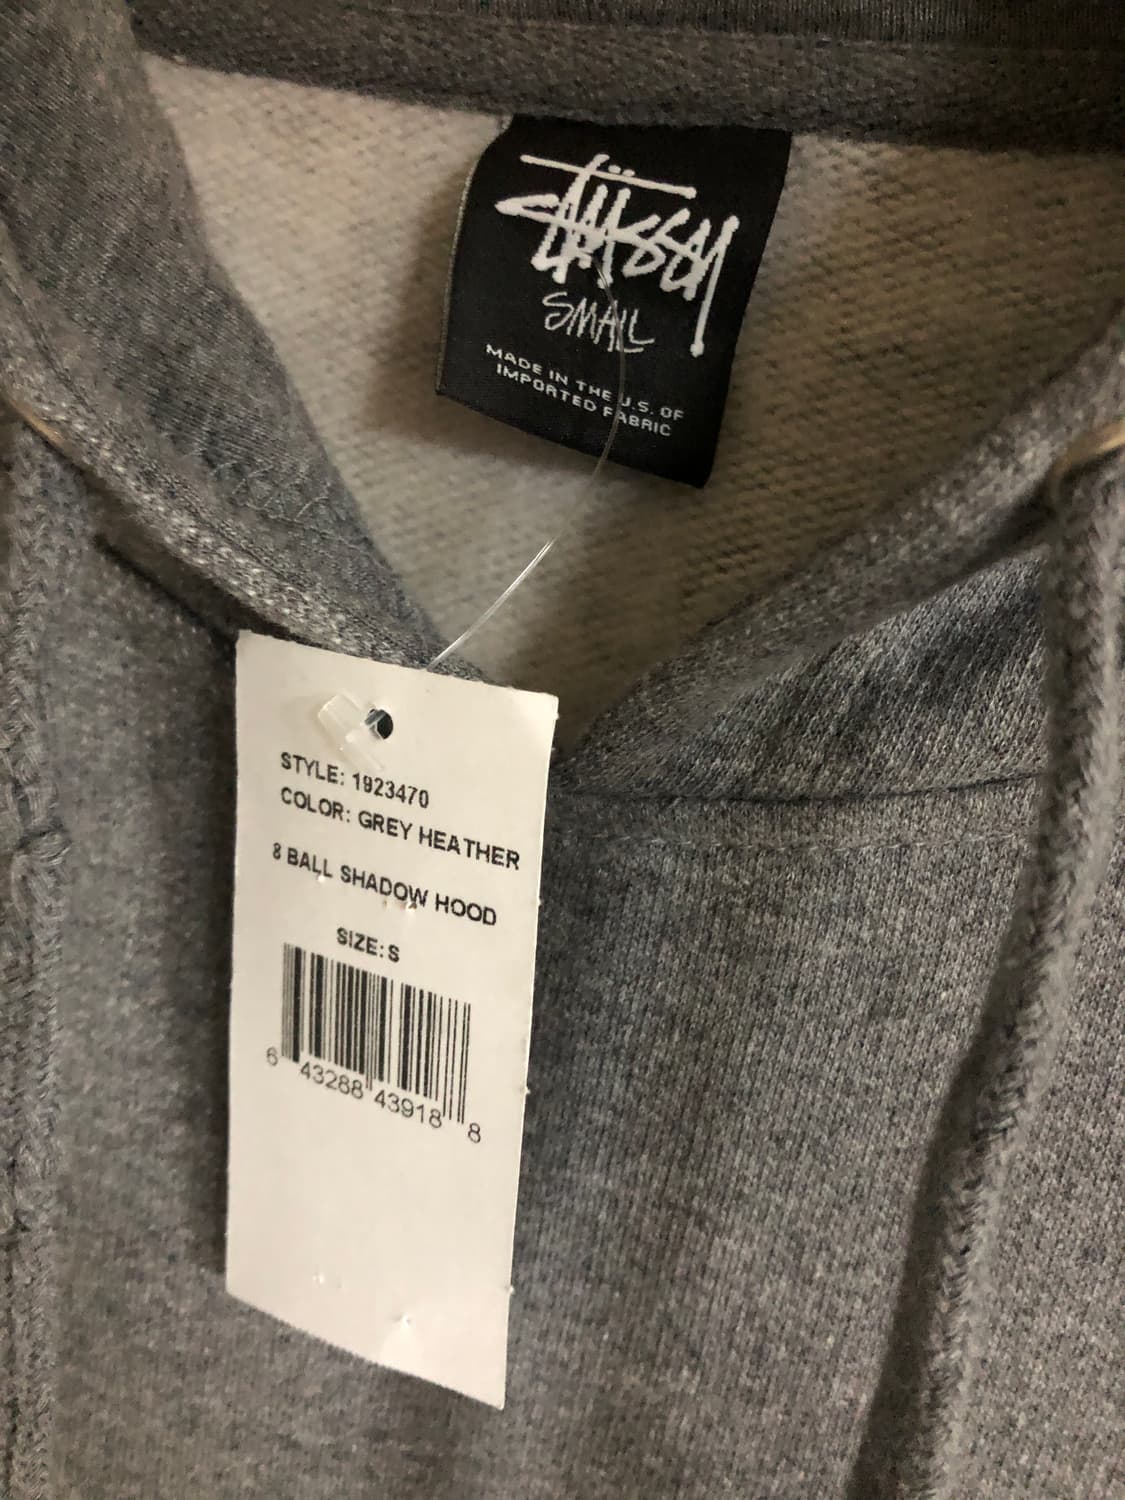 Stüssy
SMALL
MADE IN THE U.S. OF
IMPORTED FABRIC
STYLE: 1923470
COLOR: GREY HEATHER
8 BALL SHADOW HOOD
SIZE: S
6 43288 43918 8